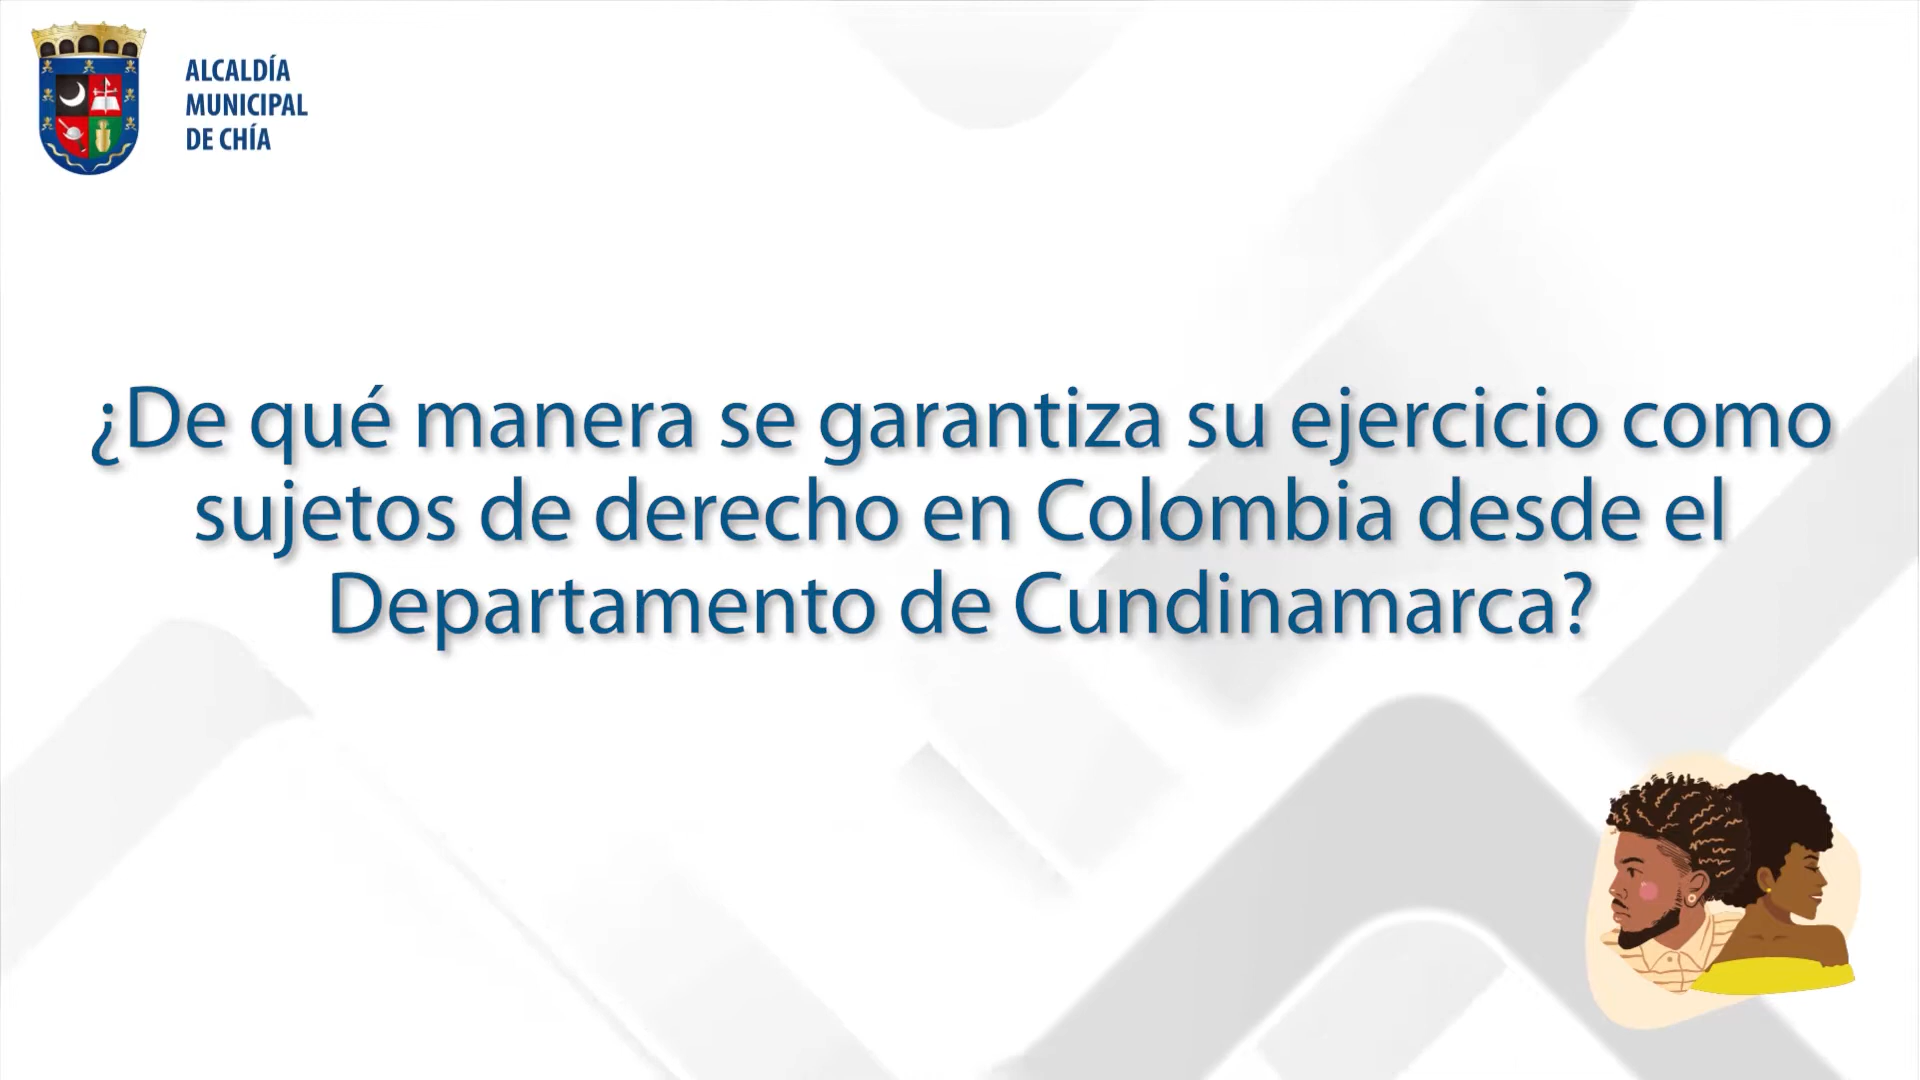 ALCALDÍA
MUNICIPAL
DE CHÍA
¿De qué manera se garantiza su ejercicio como
sujetos de derecho en Colombia desde el
Departamento de Cundinamarca?